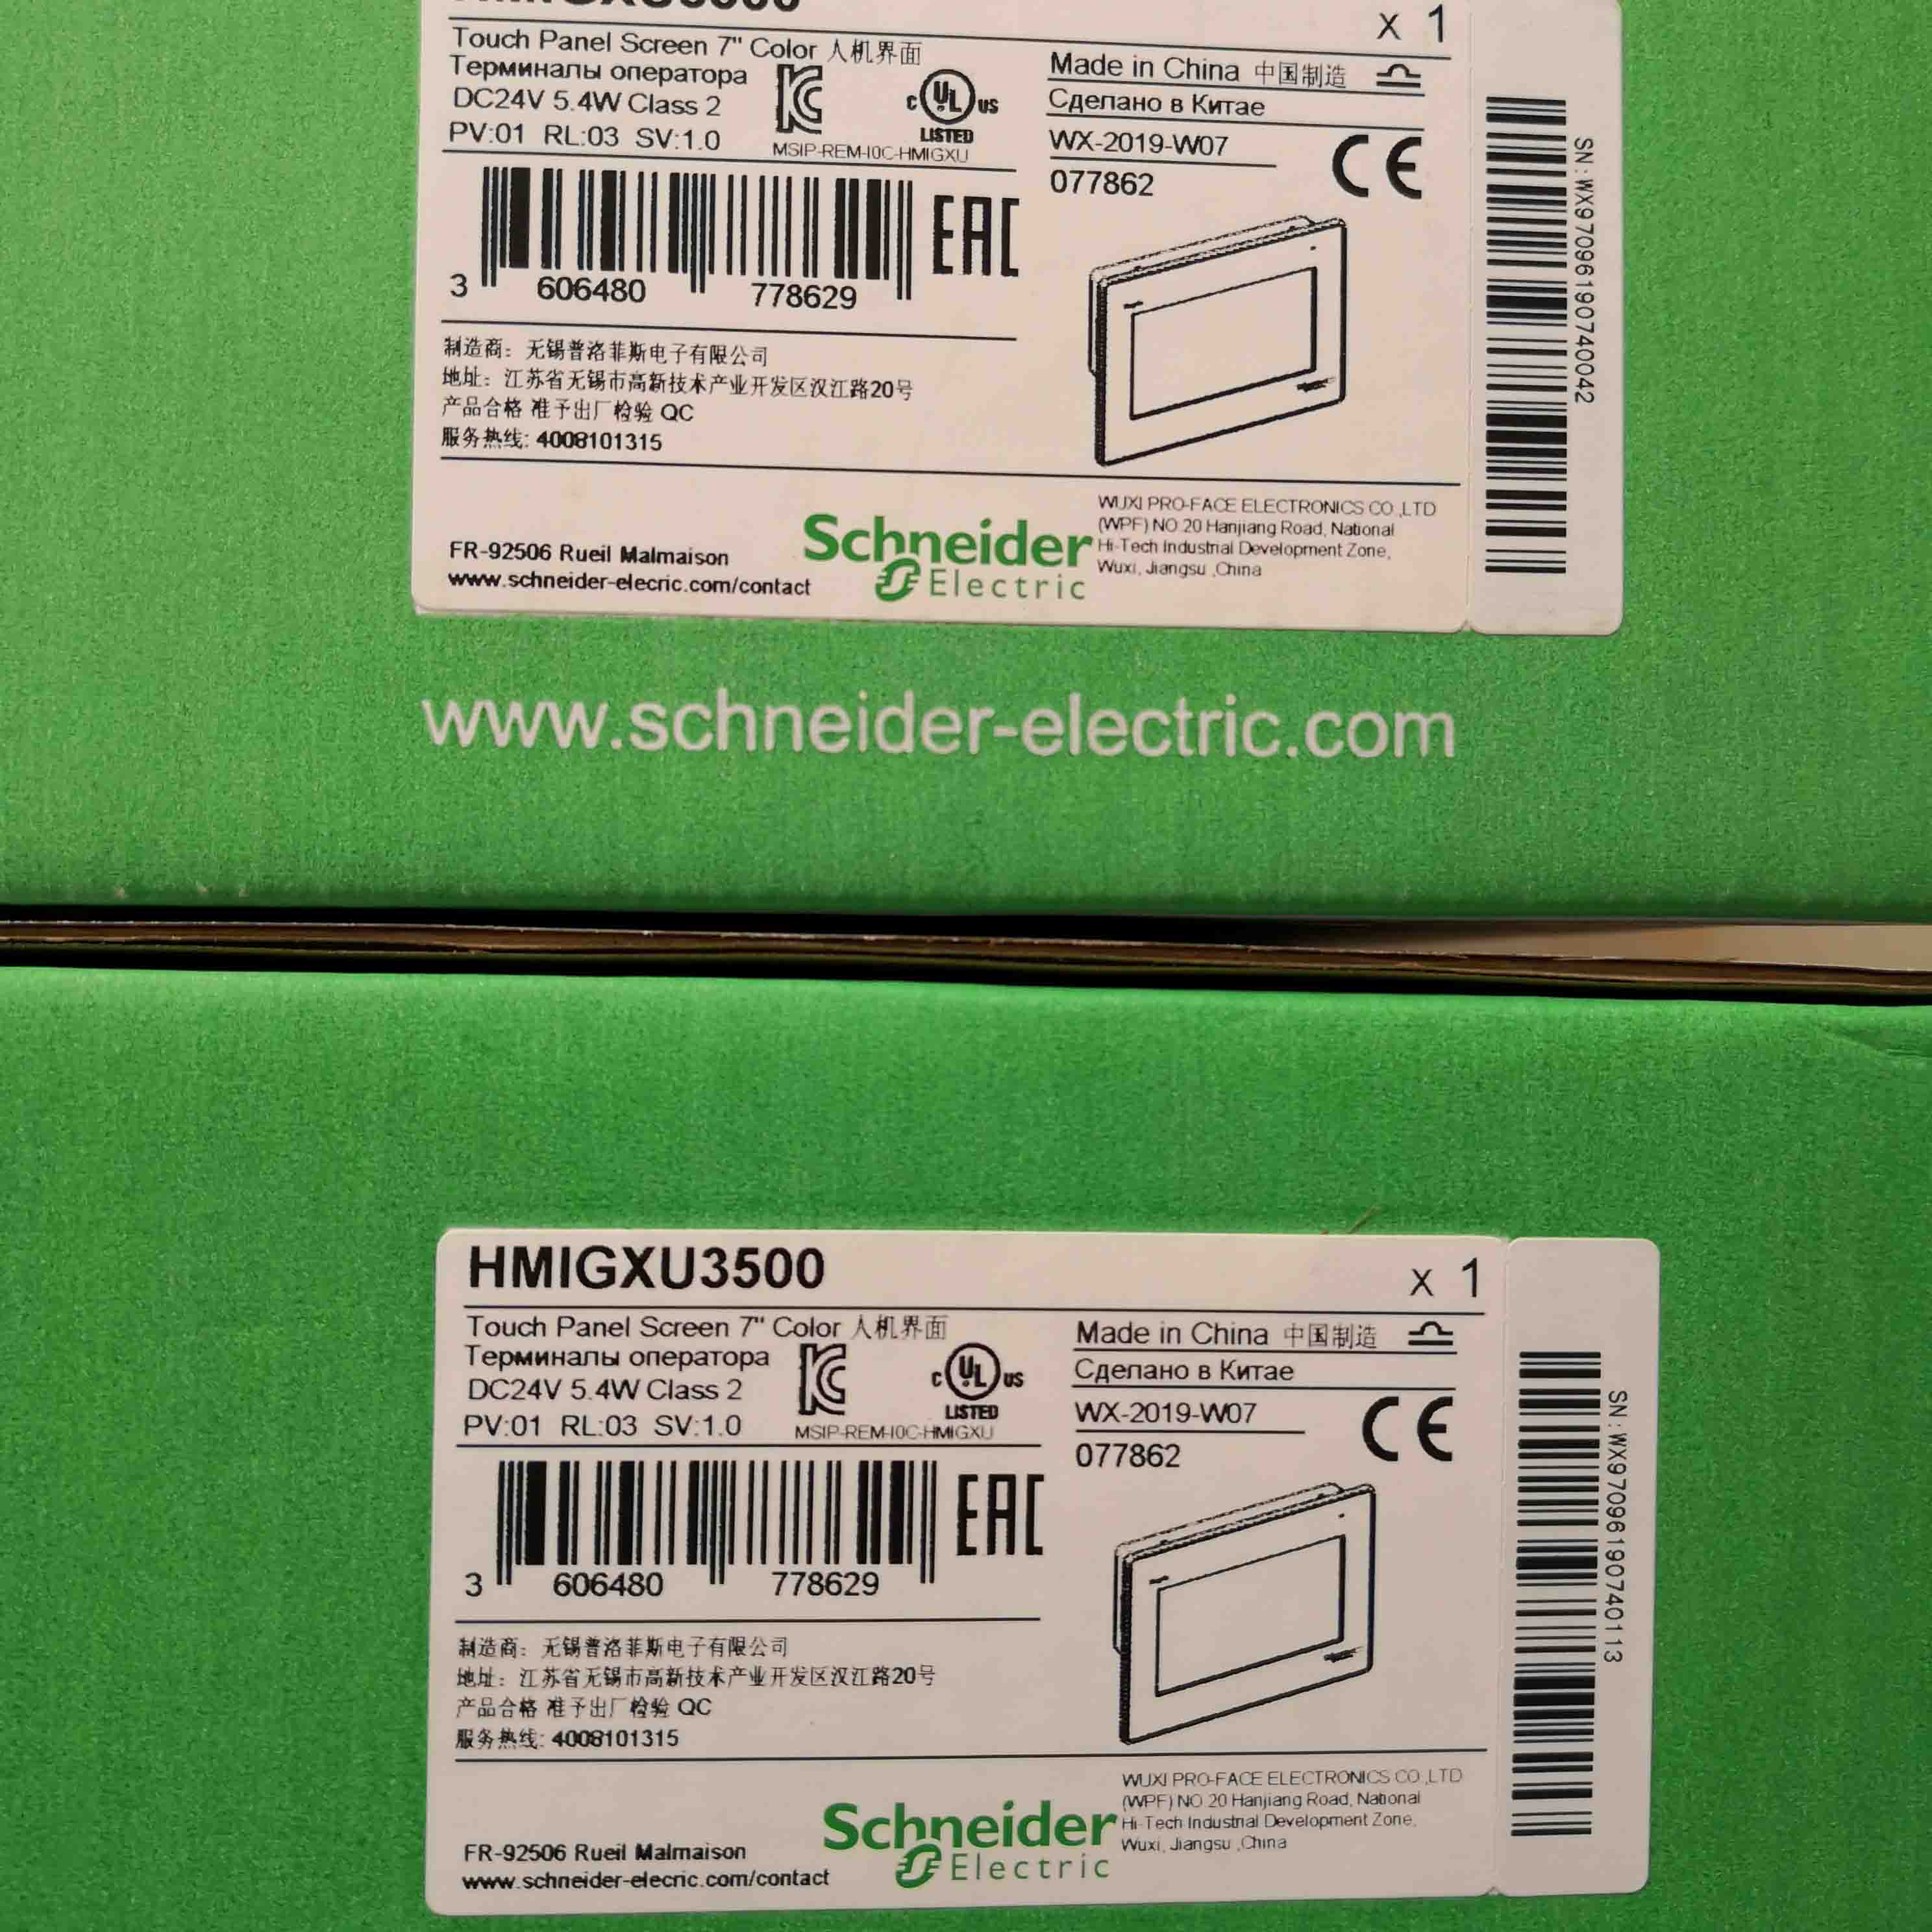 HMIGXU3500
x 1
Touch Panel Screen 7" Color 人机界面
Терминалы оператора
DC24V 5.4W Class 2
PV:01 RL:03 SV:1.0
MSIP-REM-I0C-HMIGXU
C UL US
LISTED
Made in China 中国制造
Сделано в Китае
WX-2019-W07
077862
CE
EAC
3 606480 778629
制造商: 无锡普洛菲斯电子有限公司
地址: 江苏省无锡市高新技术产业开发区汉江路20号
产品合格 准予出厂检验 QC
服务热线: 4008101315
FR-92506 Rueil Malmaison
www.schneider-elecric.com/contact
Schneider
Electric
WUXI PRO-FACE ELECTRONICS CO.,LTD
(WPF) NO 20 Hanjiang Road, National
Hi-Tech Industrial Development Zone,
Wuxi, Jiangsu ,China
SN: WX9709619074 0042
www.schneider-electric.com
HMIGXU3500
x 1
Touch Panel Screen 7" Color 人机界面
Терминалы оператора
DC24V 5.4W Class 2
PV:01 RL:03 SV:1.0
MSIP-REM-I0C-HMIGXU
C UL US
LISTED
Made in China 中国制造
Сделано в Китае
WX-2019-W07
077862
CE
EAC
3 606480 778629
制造商: 无锡普洛菲斯电子有限公司
地址: 江苏省无锡市高新技术产业开发区汉江路20号
产品合格 准予出厂检验 QC
服务热线: 4008101315
FR-92506 Rueil Malmaison
www.schneider-elecric.com/contact
Schneider
Electric
WUXI PRO-FACE ELECTRONICS CO.,LTD
(WPF) NO 20 Hanjiang Road, National
Hi-Tech Industrial Development Zone,
Wuxi, Jiangsu ,China
SN: WX97096190740113